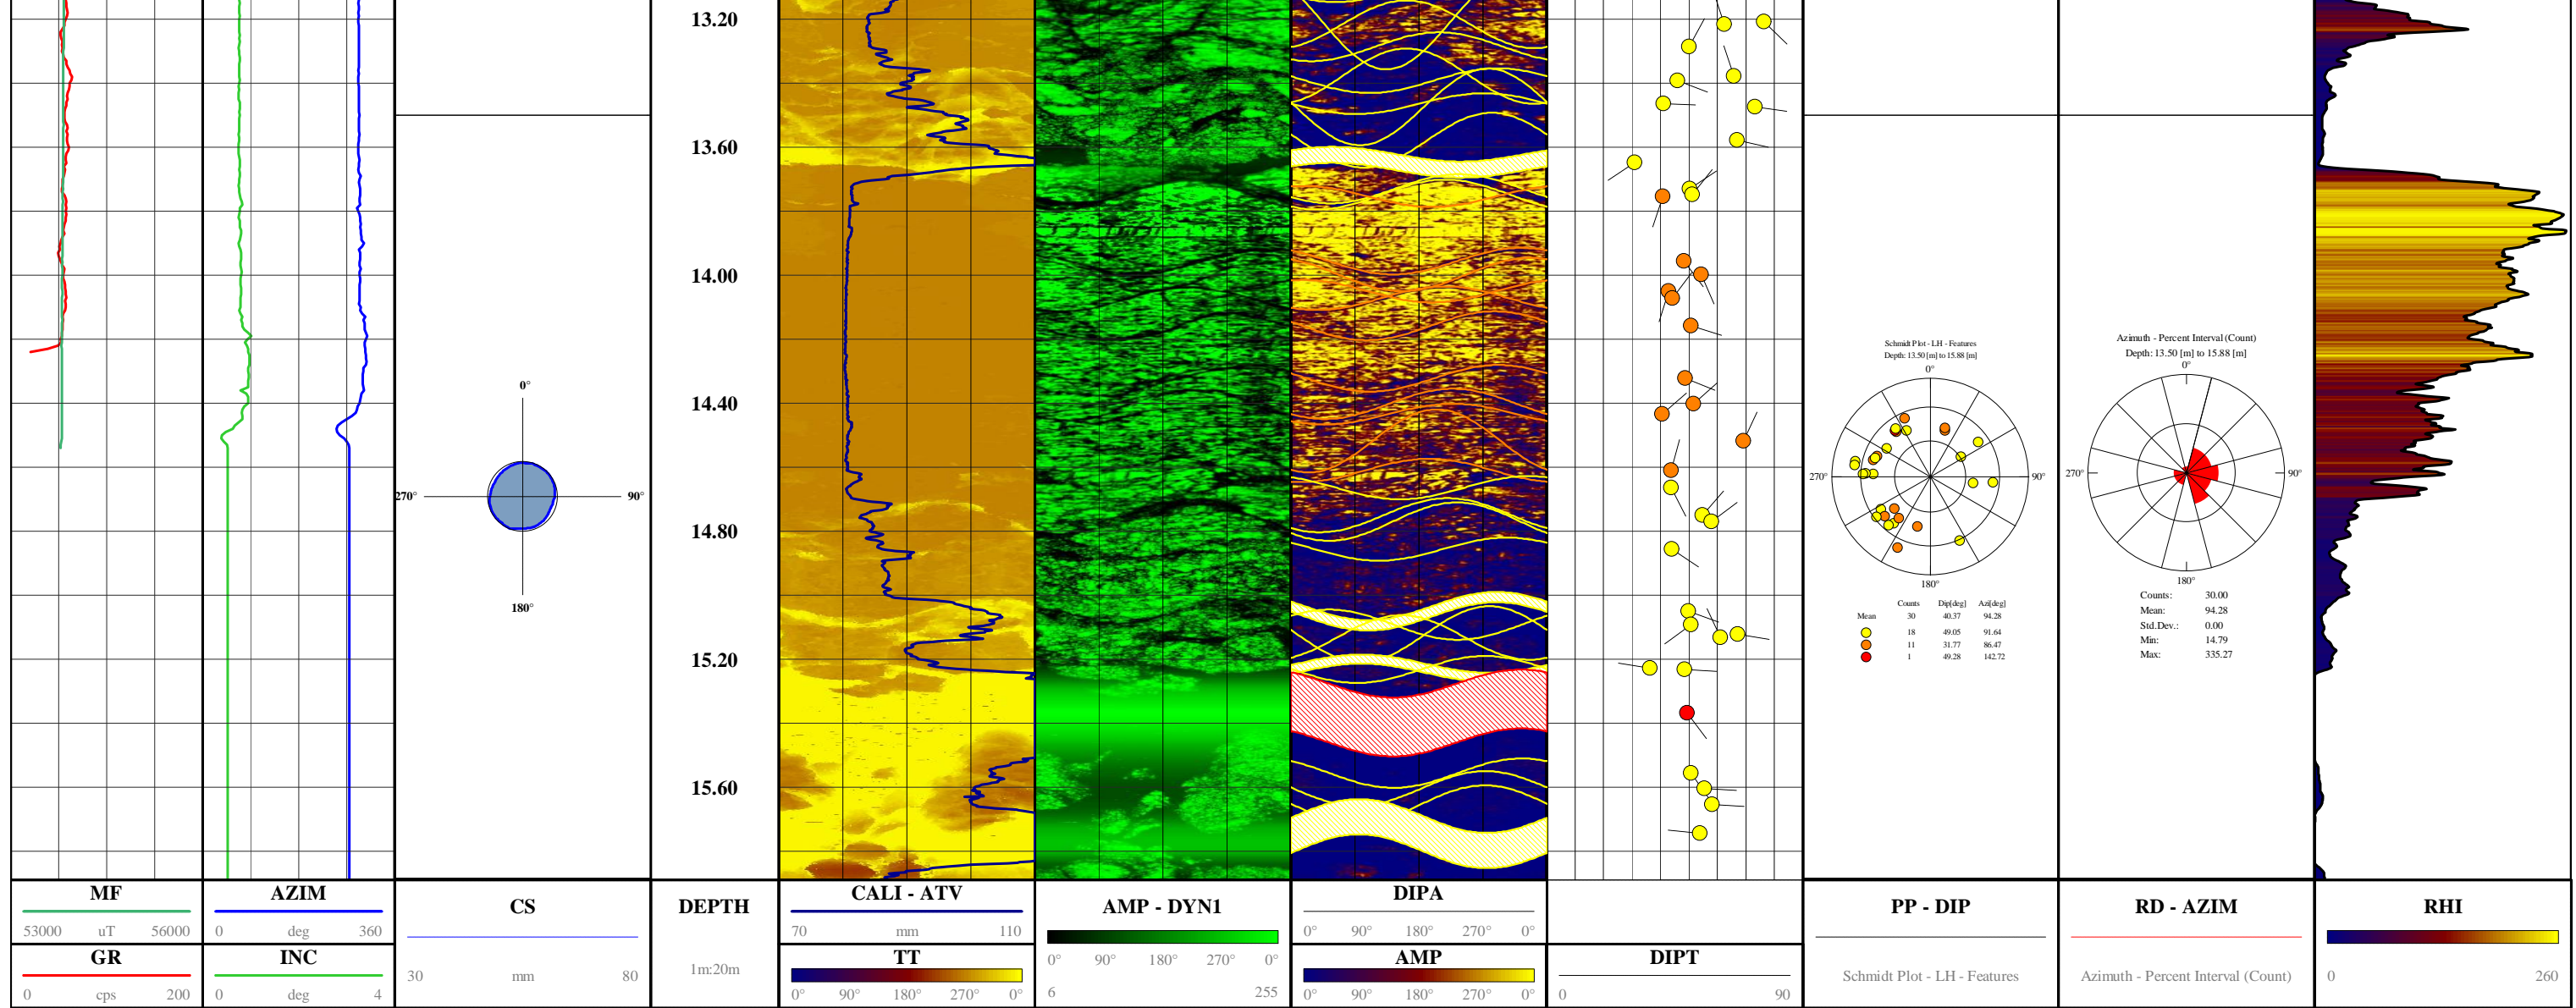 13.20
13.60
14.00
14.40
14.80
15.20
15.60
0°
270°
90°
180°
Schmidt Plot - LH - Features
Depth: 13.50 [m] to 15.88 [m]
0°
270°
90°
180°
Counts Dip[deg] Azi[deg]
Mean 30 40.37 94.28
18 49.05 91.64
11 31.77 86.47
1 49.28 142.72
Azimuth - Percent Interval (Count)
Depth: 13.50 [m] to 15.88 [m]
0°
270°
90°
180°
Counts: 30.00
Mean: 94.28
Std.Dev.: 0.00
Min: 14.79
Max: 335.27
MF
53000 uT 56000
GR
0 cps 200
AZIM
0 deg 360
INC
0 deg 4
CS
30 mm 80
DEPTH
1m:20m
CALI - ATV
70 mm 110
TT
0° 90° 180° 270° 0°
AMP - DYN1
0° 90° 180° 270° 0°
6 255
DIPA
0° 90° 180° 270° 0°
AMP
0° 90° 180° 270° 0°
DIPT
0 90
PP - DIP
Schmidt Plot - LH - Features
RD - AZIM
Azimuth - Percent Interval (Count)
RHI
0 260